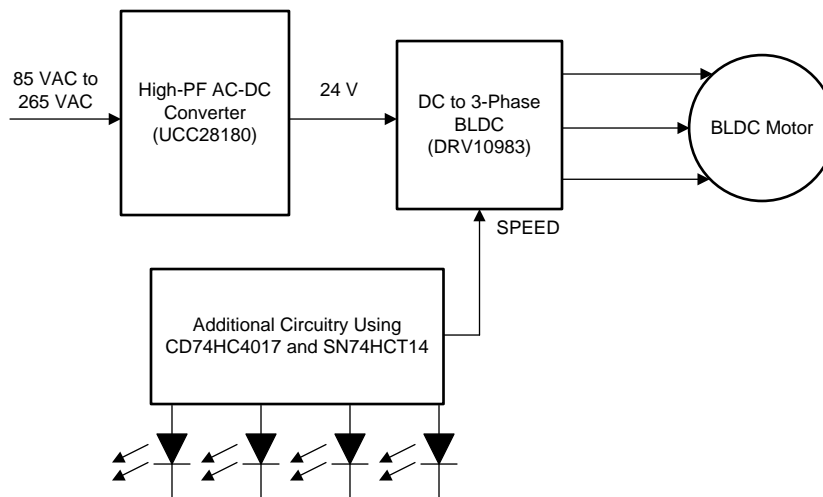 85 VAC to
265 VAC
High-PF AC-DC
Converter
(UCC28180)
24 V
DC to 3-Phase
BLDC
(DRV10983)
BLDC Motor
SPEED
Additional Circuitry Using
CD74HC4017 and SN74HCT14